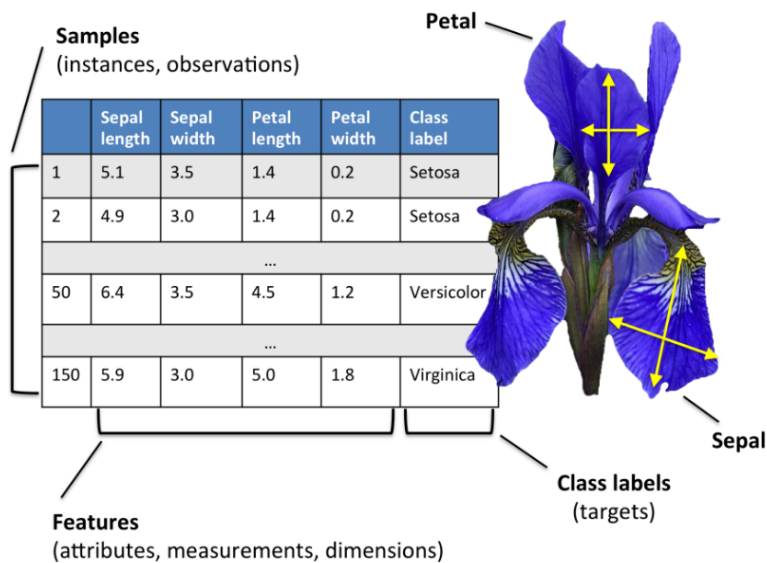 Samples
(instances, observations)
Petal
Sepal length Sepal width Petal length Petal width Class label
1 5.1 3.5 1.4 0.2 Setosa
2 4.9 3.0 1.4 0.2 Setosa
...
50 6.4 3.5 4.5 1.2 Versicolor
...
150 5.9 3.0 5.0 1.8 Virginica
Sepal
Class labels
(targets)
Features
(attributes, measurements, dimensions)